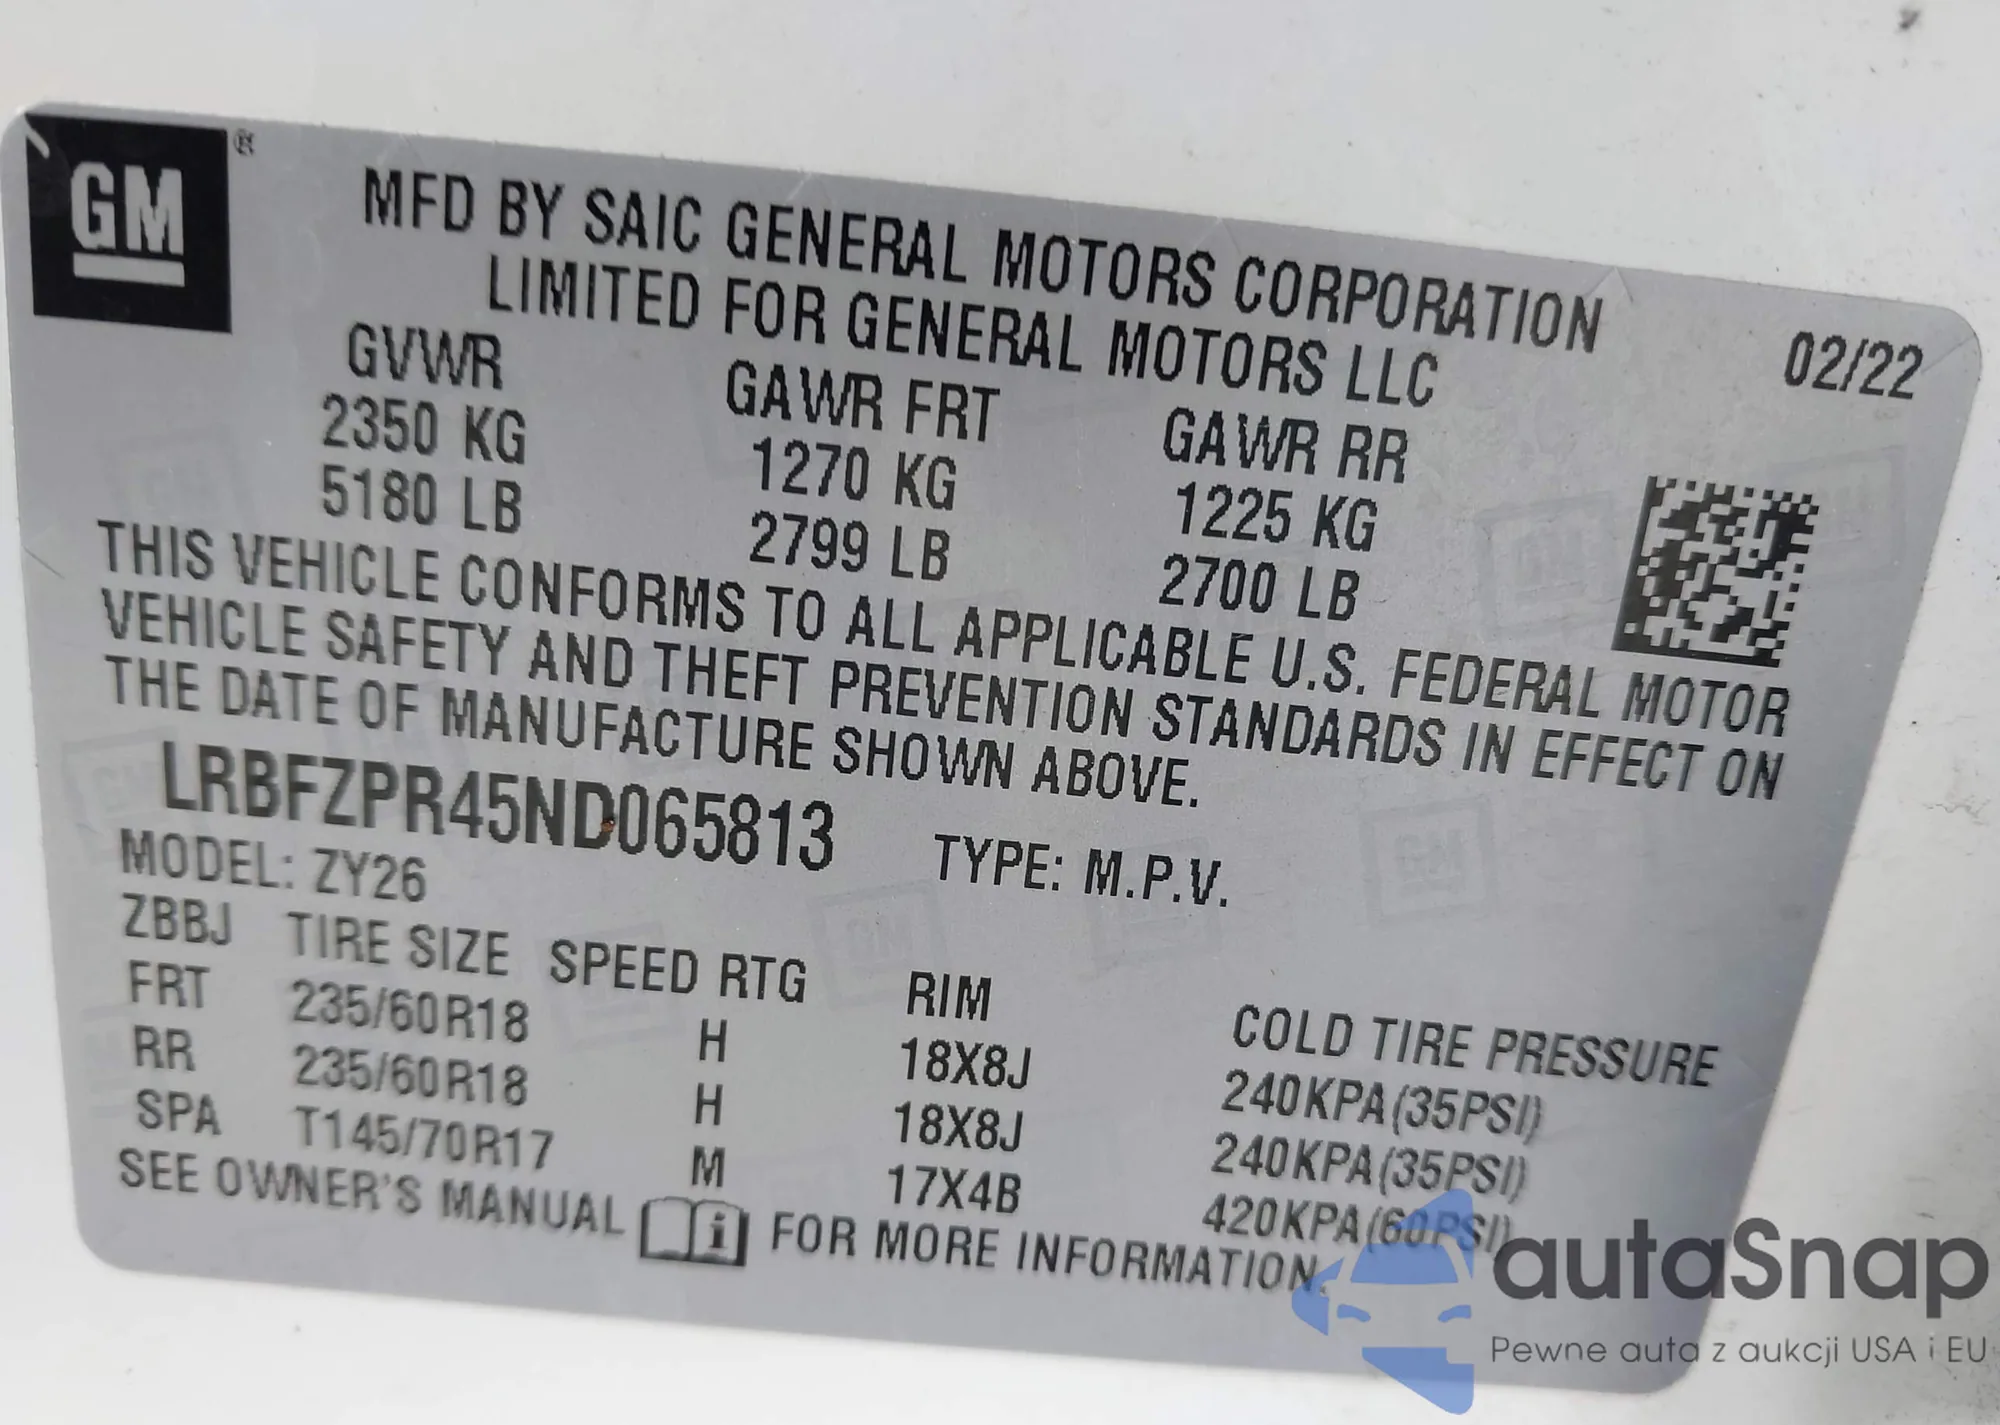 GM ®
MFD BY SAIC GENERAL MOTORS CORPORATION
LIMITED FOR GENERAL MOTORS LLC
02/22
GVWR GAWR FRT GAWR RR
2350 KG 1270 KG 1225 KG
5180 LB 2799 LB 2700 LB
THIS VEHICLE CONFORMS TO ALL APPLICABLE U.S. FEDERAL MOTOR
VEHICLE SAFETY AND THEFT PREVENTION STANDARDS IN EFFECT ON
THE DATE OF MANUFACTURE SHOWN ABOVE.
LRBFZPR45ND065813 TYPE: M.P.V.
MODEL: ZY26
ZBBJ TIRE SIZE SPEED RTG RIM COLD TIRE PRESSURE
FRT 235/60R18 H 18X8J 240KPA(35PSI)
RR 235/60R18 H 18X8J 240KPA(35PSI)
SPA T145/70R17 M 17X4B 420KPA(60PSI)
SEE OWNER'S MANUAL i FOR MORE INFORMATION.
autaSnap
Pewne auta z aukcji USA i EU